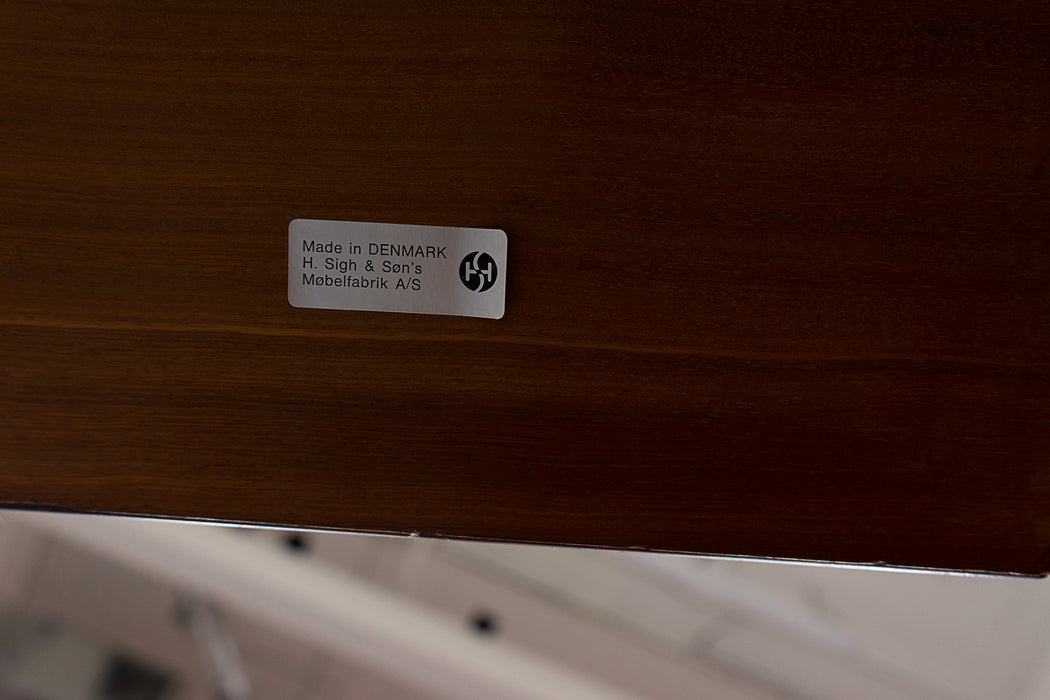 Made in DENMARK
H. Sigh & Søn's
Møbelfabrik A/S